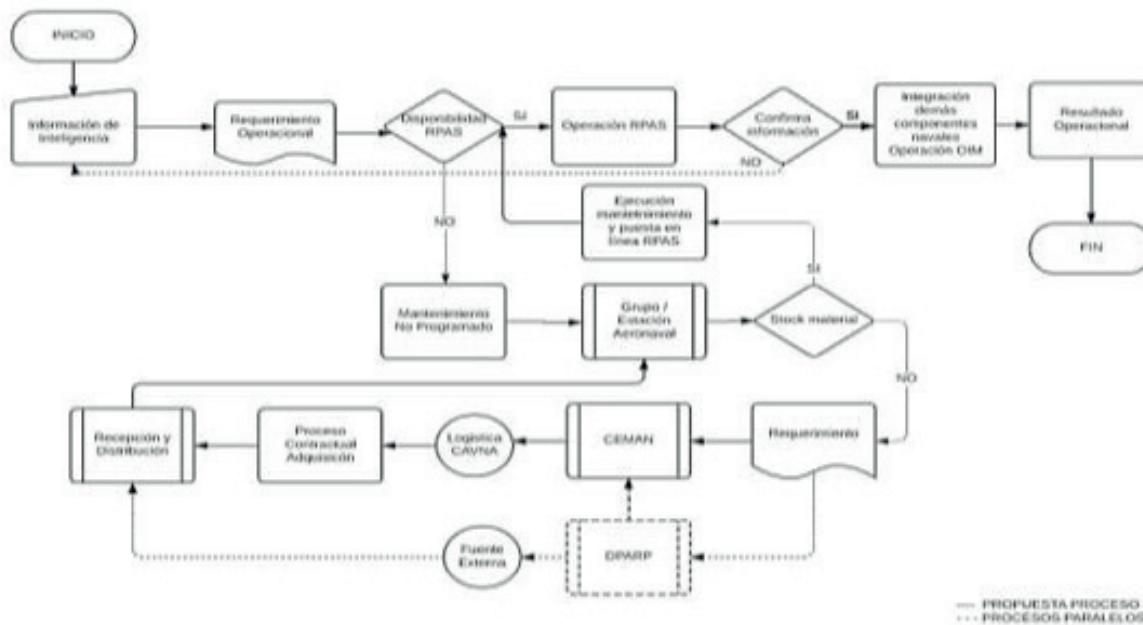 INICIO
Información de
Inteligencia
Requerimiento
Operacional
Disponibilidad
RPAS
SI
Operación RPAS
Confirma
información
SI
Integración
demás
componentes
navales
Operación OIM
Resultado
Operacional
NO
Ejecución
mantenimiento
y puesta en
línea RPAS
NO
FIN
SI
Mantenimiento
No Programado
Grupo /
Estación
Aeronaval
Stock material
NO
Recepción y
Distribución
Proceso
Contractual
Adquisicón
Logística
CAVNA
CEMAN
Requerimiento
Fuente
Externa
DPARP
PROPUESTA PROCESO
PROCESOS PARALELOS